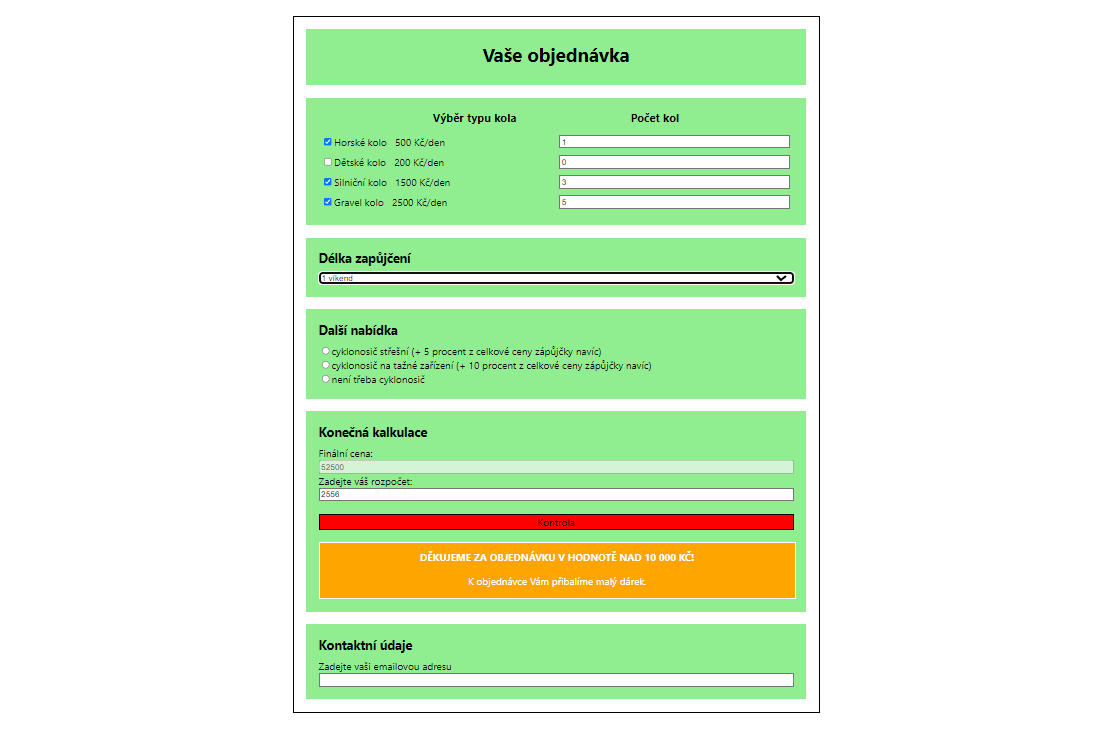 Vaše objednávka
Výběr typu kola Počet kol
Horské kolo 500 Kč/den 1
Dětské kolo 200 Kč/den 0
Silniční kolo 1500 Kč/den 3
Gravel kolo 2500 Kč/den 5
Délka zapůjčení
1 víkend
Další nabídka
cyklonosič střešní (+ 5 procent z celkové ceny zápůjčky navíc)
cyklonosič na tažné zařízení (+ 10 procent z celkové ceny zápůjčky navíc)
není třeba cyklonosič
Konečná kalkulace
Finální cena:
52500
Zadejte váš rozpočet:
2556
Kontrola
DĚKUJEME ZA OBJEDNÁVKU V HODNOTĚ NAD 10 000 KČ!
K objednávce Vám přibalíme malý dárek.
Kontaktní údaje
Zadejte vaši emailovou adresu